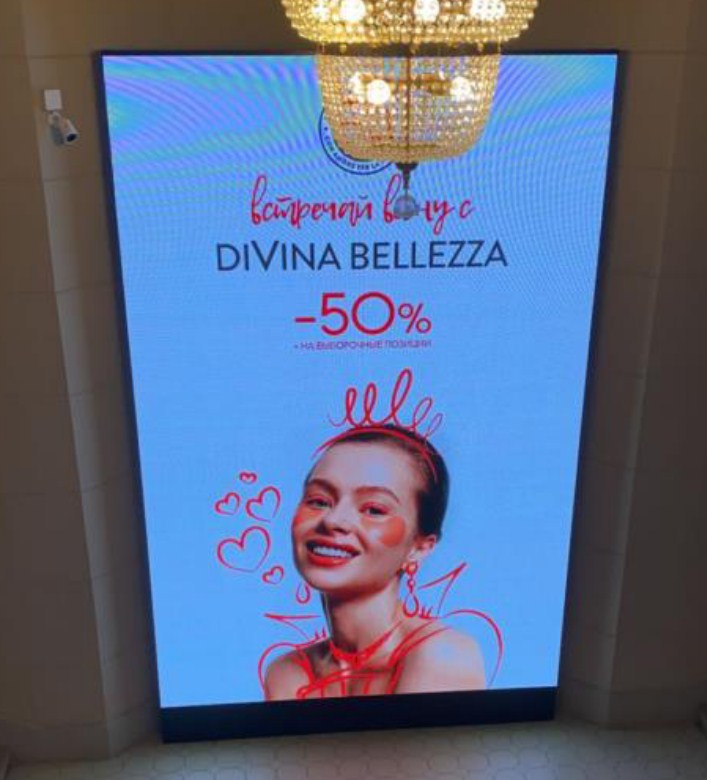 встречай с
DIVINA BELLEZZA
-50%
* НА ВЫБОРОЧНЫЕ ПОЗИЦИИ